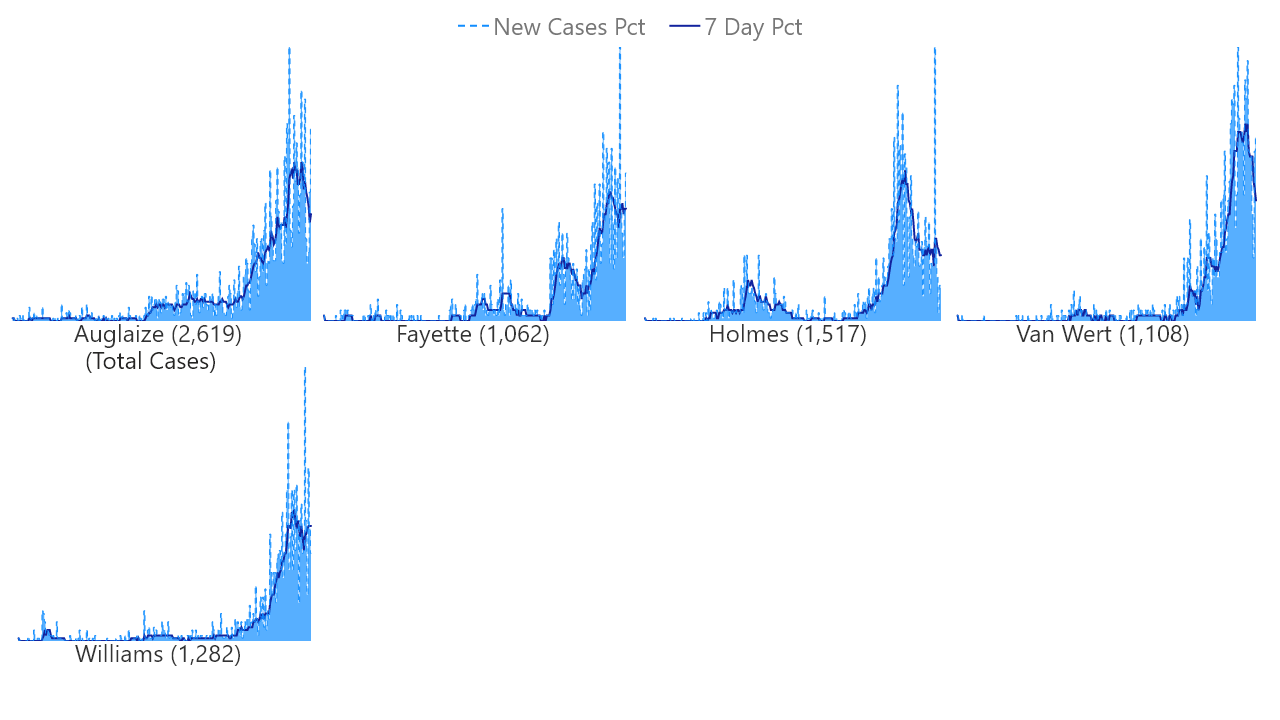 New Cases Pct 7 Day Pct
Auglaize (2,619)
(Total Cases)
Fayette (1,062)
Holmes (1,517)
Van Wert (1,108)
Williams (1,282)